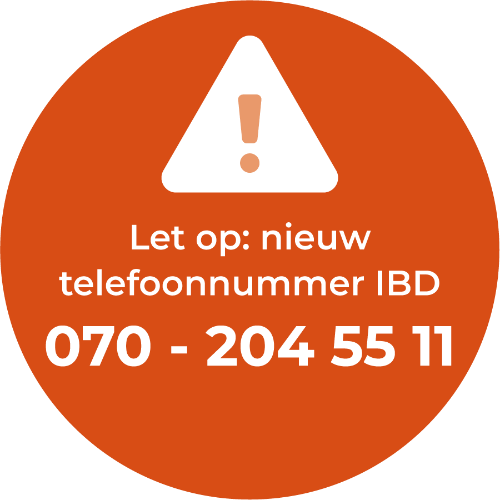 Let op: nieuw
telefoonnummer IBD
070 - 204 55 11